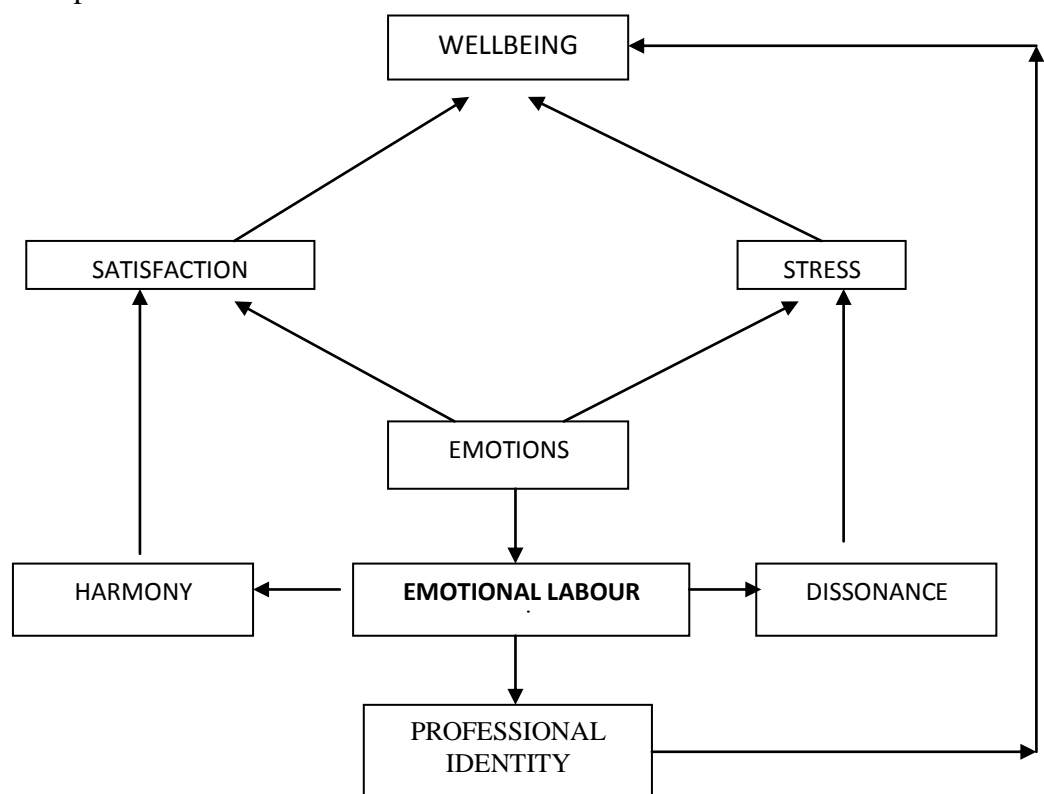 WELLBEING
SATISFACTION
STRESS
EMOTIONS
HARMONY
EMOTIONAL LABOUR
DISSONANCE
PROFESSIONAL
IDENTITY